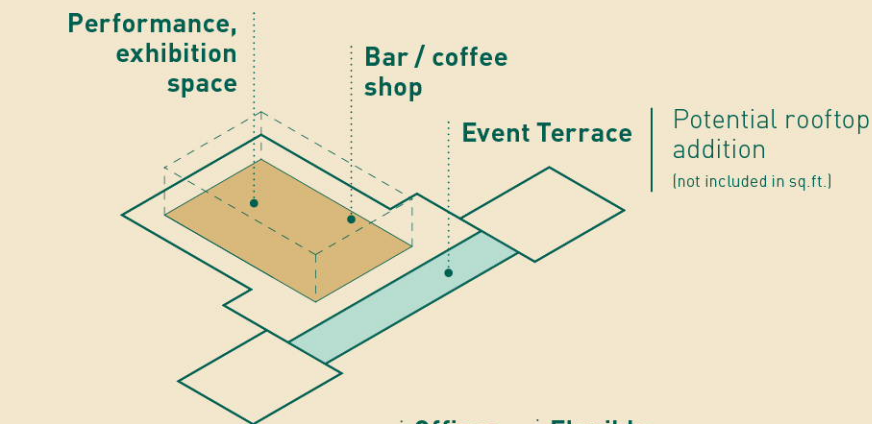 Performance,
exhibition
space
Bar / coffee
shop
Event Terrace
Potential rooftop
addition
(not included in sq.ft.)